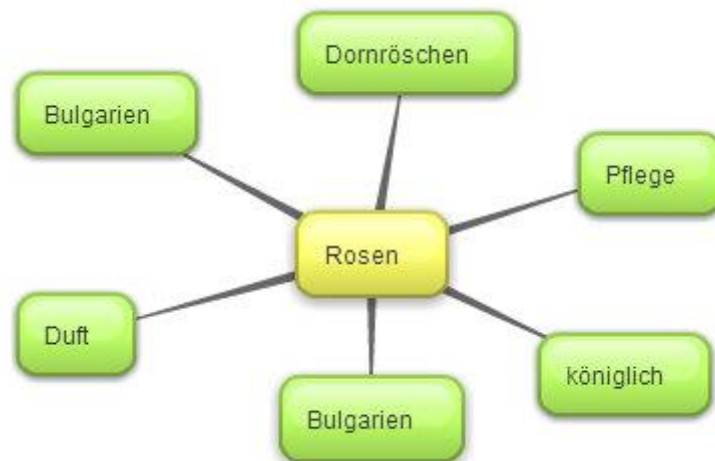 Dornröschen
Bulgarien
Pflege
Rosen
Duft
königlich
Bulgarien